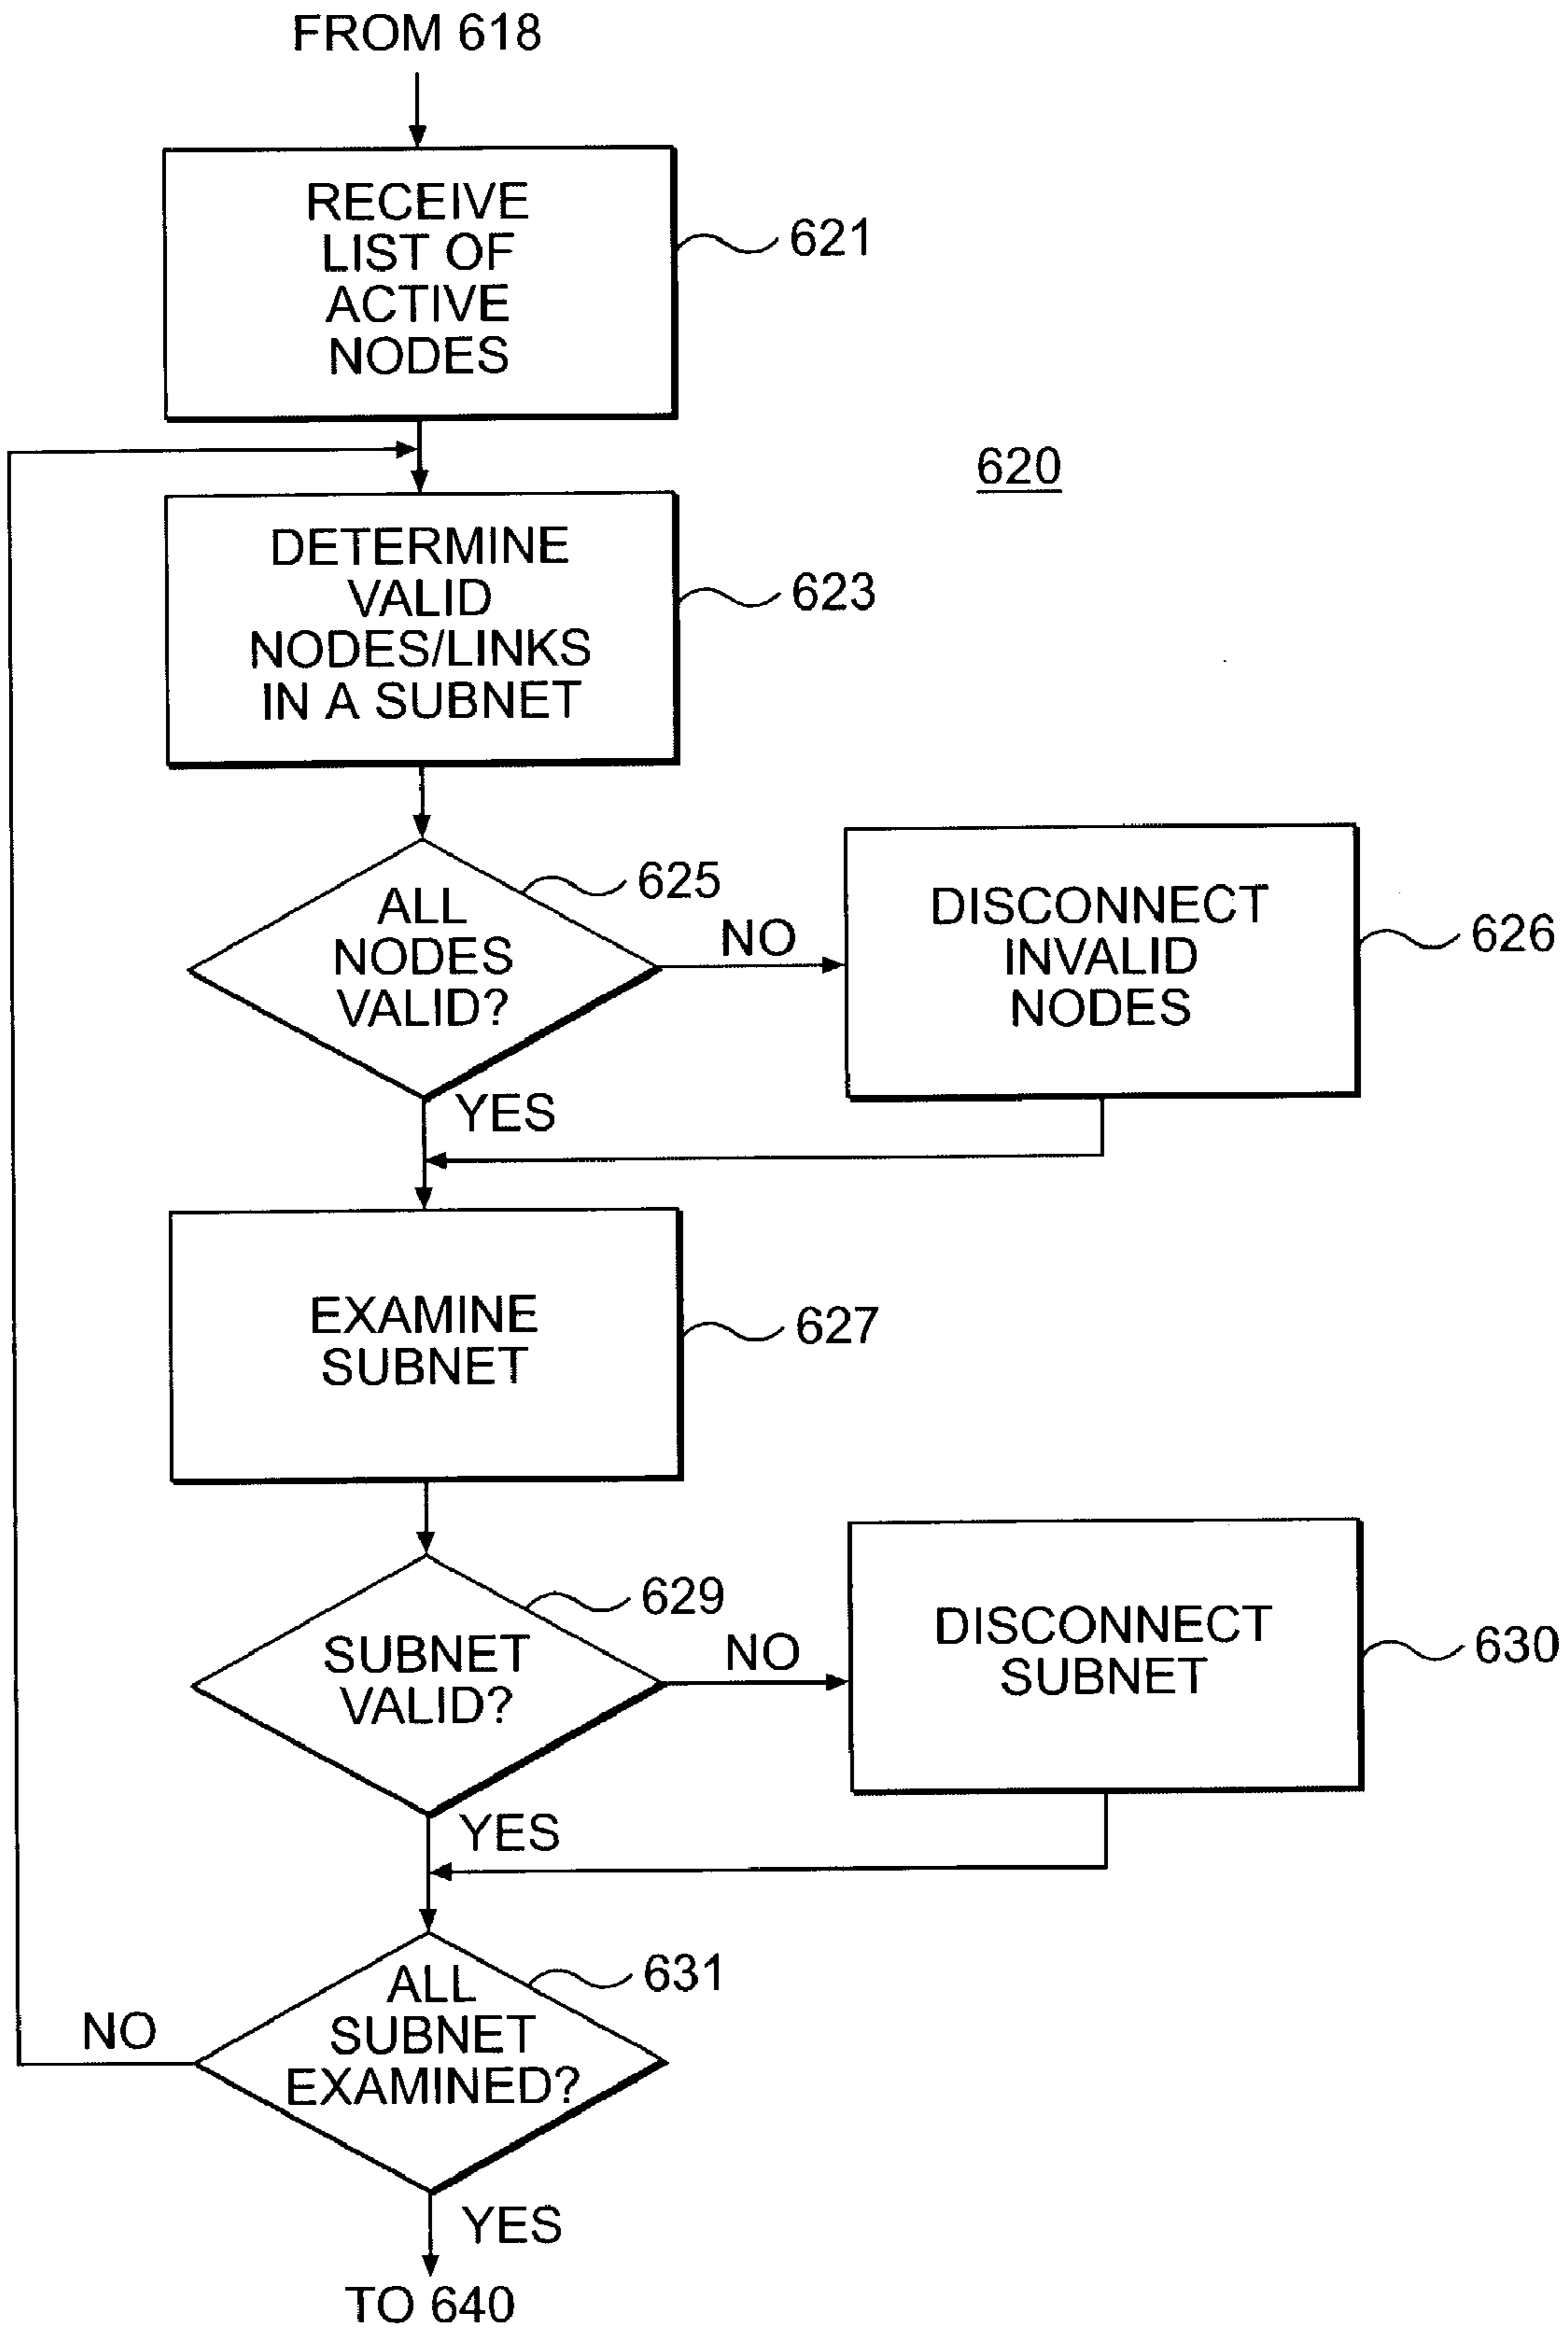 FROM 618
RECEIVE
LIST OF
ACTIVE
NODES
621
620
DETERMINE
VALID
NODES/LINKS
IN A SUBNET
623
ALL
NODES
VALID?
625
NO
YES
DISCONNECT
INVALID
NODES
626
EXAMINE
SUBNET
627
SUBNET
VALID?
629
NO
YES
DISCONNECT
SUBNET
630
ALL
SUBNET
EXAMINED?
631
NO
YES
TO 640